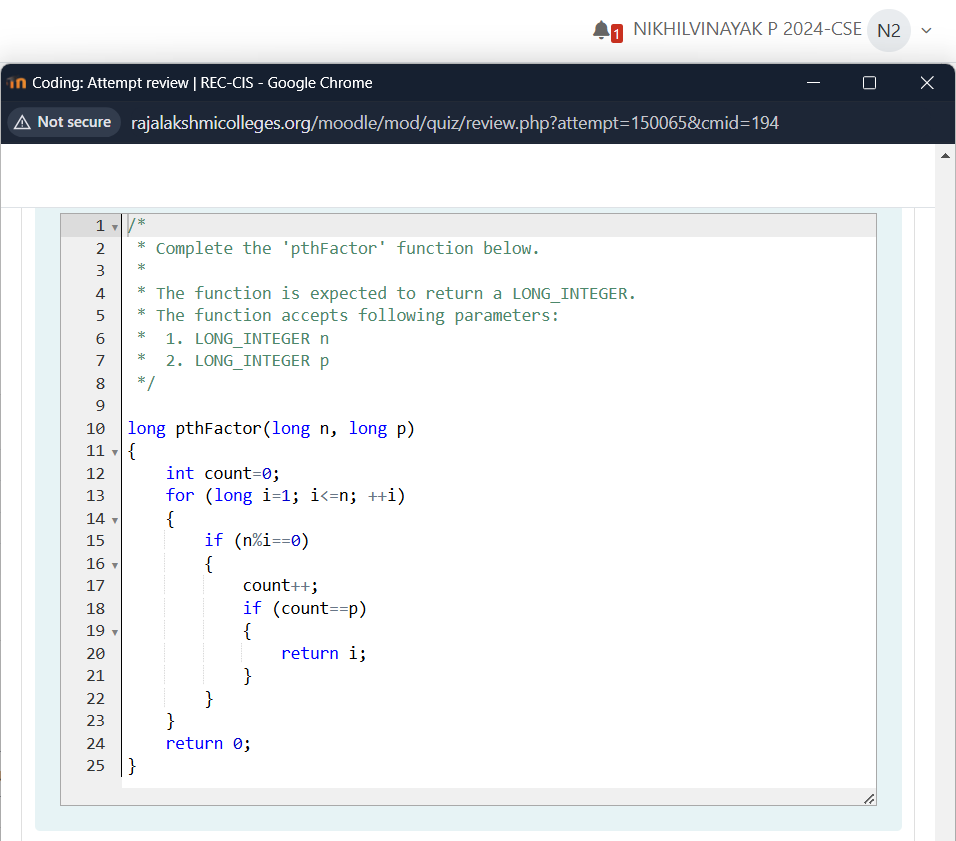 1 NIKHILVINAYAK P 2024-CSE N2
in Coding: Attempt review | REC-CIS - Google Chrome
Not secure rajalakshmicolleges.org/moodle/mod/quiz/review.php?attempt=150065&cmid=194
1 /*
2  * Complete the 'pthFactor' function below.
3  *
4  * The function is expected to return a LONG_INTEGER.
5  * The function accepts following parameters:
6  *  1. LONG_INTEGER n
7  *  2. LONG_INTEGER p
8  */
9
10 long pthFactor(long n, long p)
11 {
12     int count=0;
13     for (long i=1; i<=n; ++i)
14     {
15         if (n%i==0)
16         {
17             count++;
18             if (count==p)
19             {
20                 return i;
21             }
22         }
23     }
24     return 0;
25 }